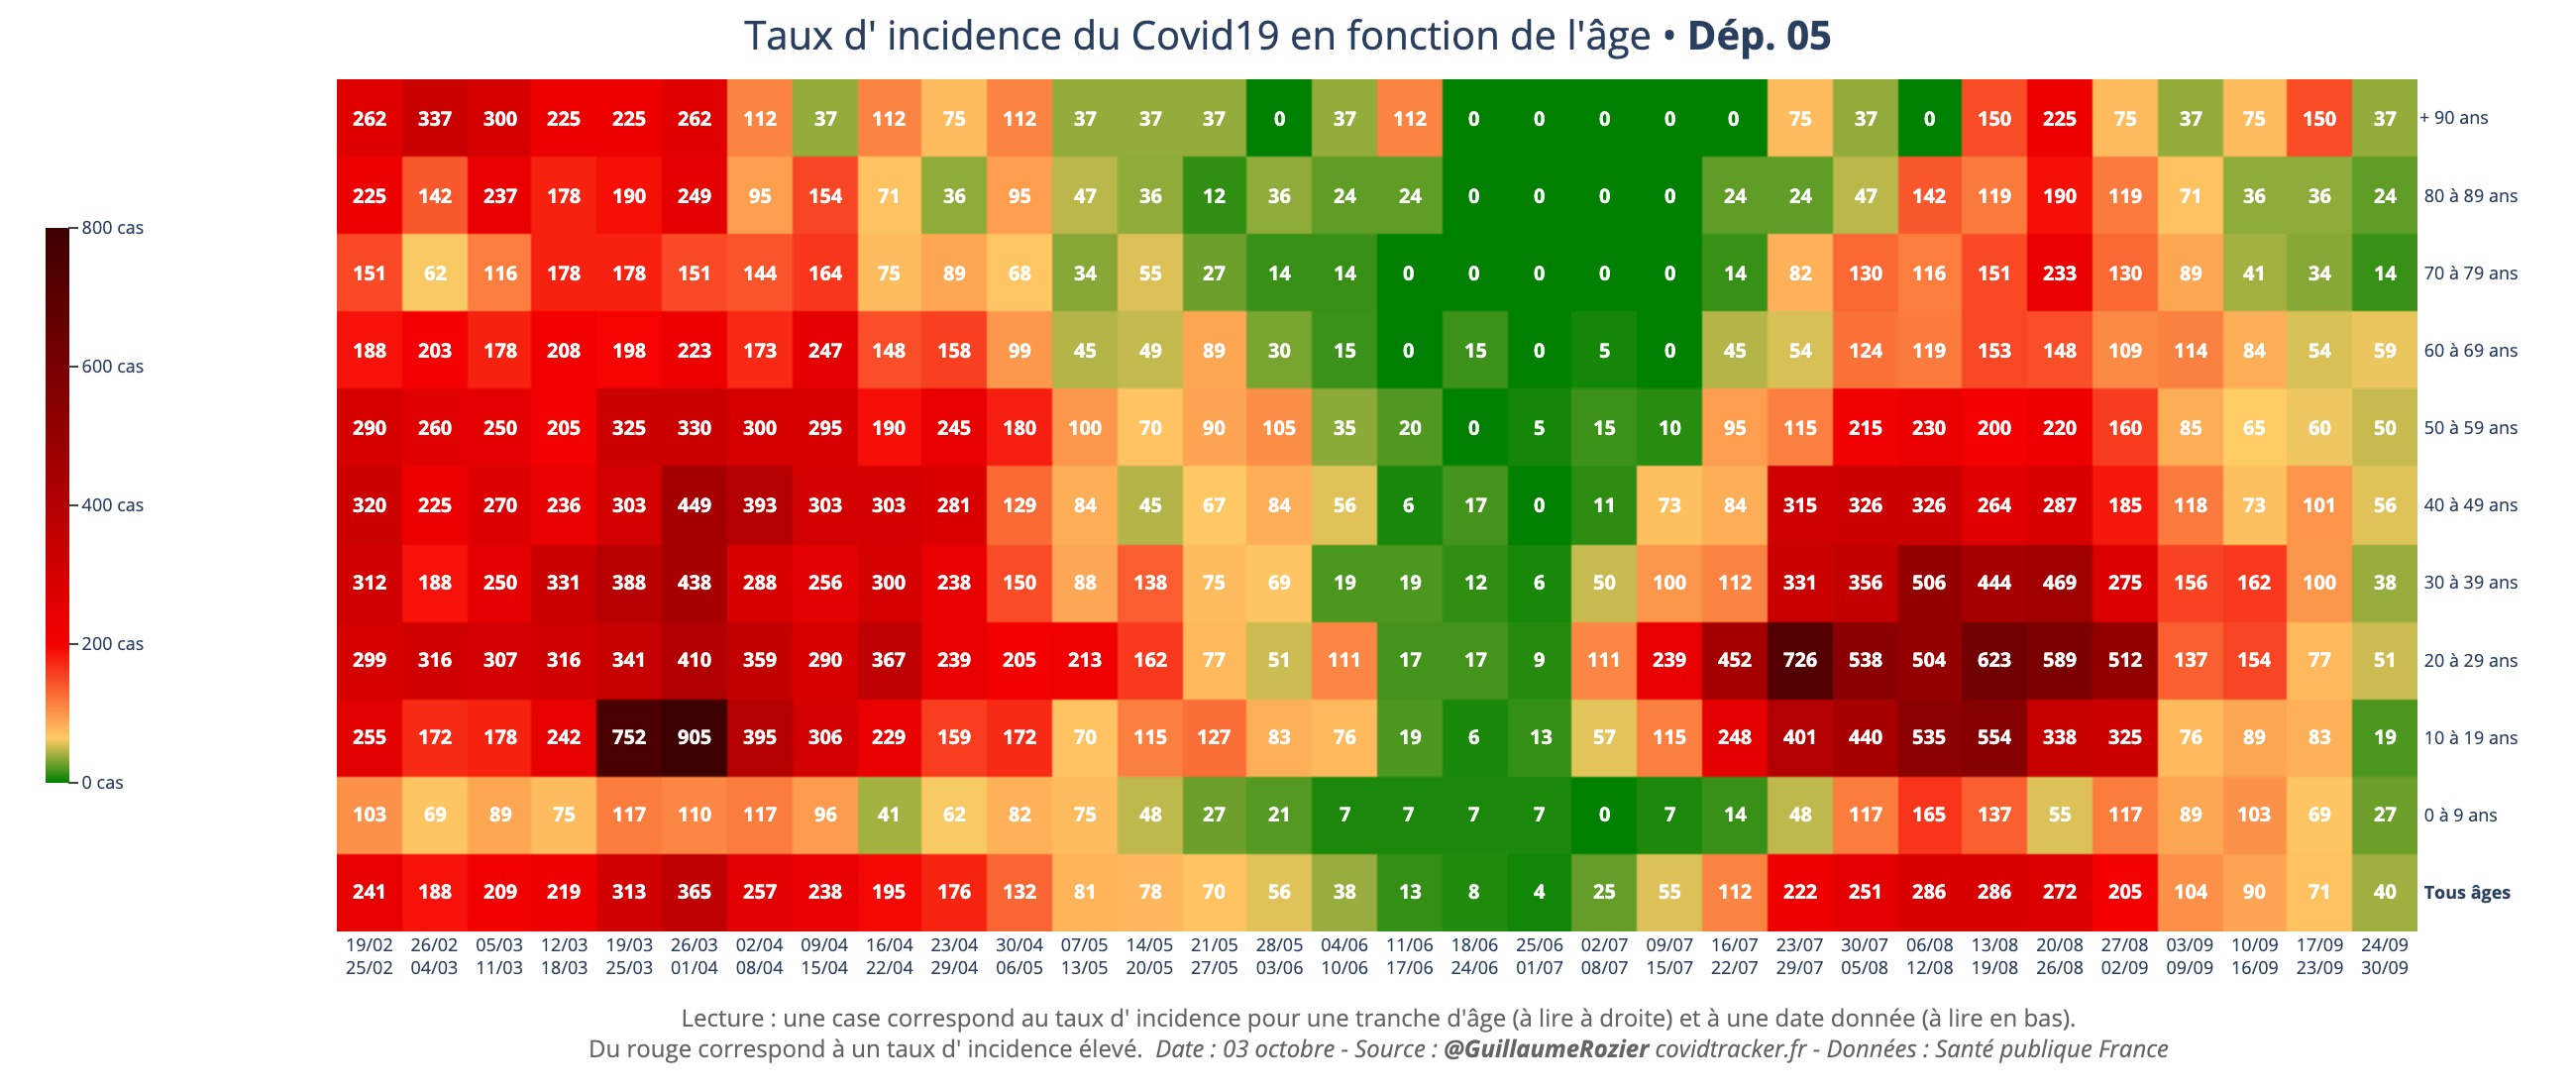 Taux d' incidence du Covid19 en fonction de l'âge • Dép. 05
262 337 300 225 225 262 112 37 112 75 112 37 37 37 0 37 112 0 0 0 0 0 75 37 0 150 225 75 37 75 150 37 + 90 ans
225 142 237 178 190 249 95 154 71 36 95 47 36 12 36 24 24 0 0 0 0 24 24 47 142 119 190 119 71 36 36 24 80 à 89 ans
151 62 116 178 178 151 144 164 75 89 68 34 55 27 14 14 0 0 0 0 0 14 82 130 116 151 233 130 89 41 34 14 70 à 79 ans
188 203 178 208 198 223 173 247 148 158 99 45 49 89 30 15 0 15 0 5 0 45 54 124 119 153 148 109 114 84 54 59 60 à 69 ans
290 260 250 205 325 330 300 295 190 245 180 100 70 90 105 35 20 0 5 15 10 95 115 215 230 200 220 160 85 65 60 50 50 à 59 ans
320 225 270 236 303 449 393 303 303 281 129 84 45 67 84 56 6 17 0 11 73 84 315 326 326 264 287 185 118 73 101 56 40 à 49 ans
312 188 250 331 388 438 288 256 300 238 150 88 138 75 69 19 19 12 6 50 100 112 331 356 506 444 469 275 156 162 100 38 30 à 39 ans
299 316 307 316 341 410 359 290 367 239 205 213 162 77 51 111 17 17 9 111 239 452 726 538 504 623 589 512 137 154 77 51 20 à 29 ans
255 172 178 242 752 905 395 306 229 159 172 70 115 127 83 76 19 6 13 57 115 248 401 440 535 554 338 325 76 89 83 19 10 à 19 ans
103 69 89 75 117 110 117 96 41 62 82 75 48 27 21 7 7 7 7 0 7 14 48 117 165 137 55 117 89 103 69 27 0 à 9 ans
241 188 209 219 313 365 257 238 195 176 132 81 78 70 56 38 13 8 4 25 55 112 222 251 286 286 272 205 104 90 71 40 Tous âges
19/02 26/02 05/03 12/03 19/03 26/03 02/04 09/04 16/04 23/04 30/04 07/05 14/05 21/05 28/05 04/06 11/06 18/06 25/06 02/07 09/07 16/07 23/07 30/07 06/08 13/08 20/08 27/08 03/09 10/09 17/09 24/09
25/02 04/03 11/03 18/03 25/03 01/04 08/04 15/04 22/04 29/04 06/05 13/05 20/05 27/05 03/06 10/06 17/06 24/06 01/07 08/07 15/07 22/07 29/07 05/08 12/08 19/08 26/08 02/09 09/09 16/09 23/09 30/09
800 cas
600 cas
400 cas
200 cas
0 cas
Lecture : une case correspond au taux d' incidence pour une tranche d'âge (à lire à droite) et à une date donnée (à lire en bas).
Du rouge correspond à un taux d' incidence élevé. Date : 03 octobre - Source : @GuillaumeRozier covidtracker.fr - Données : Santé publique France